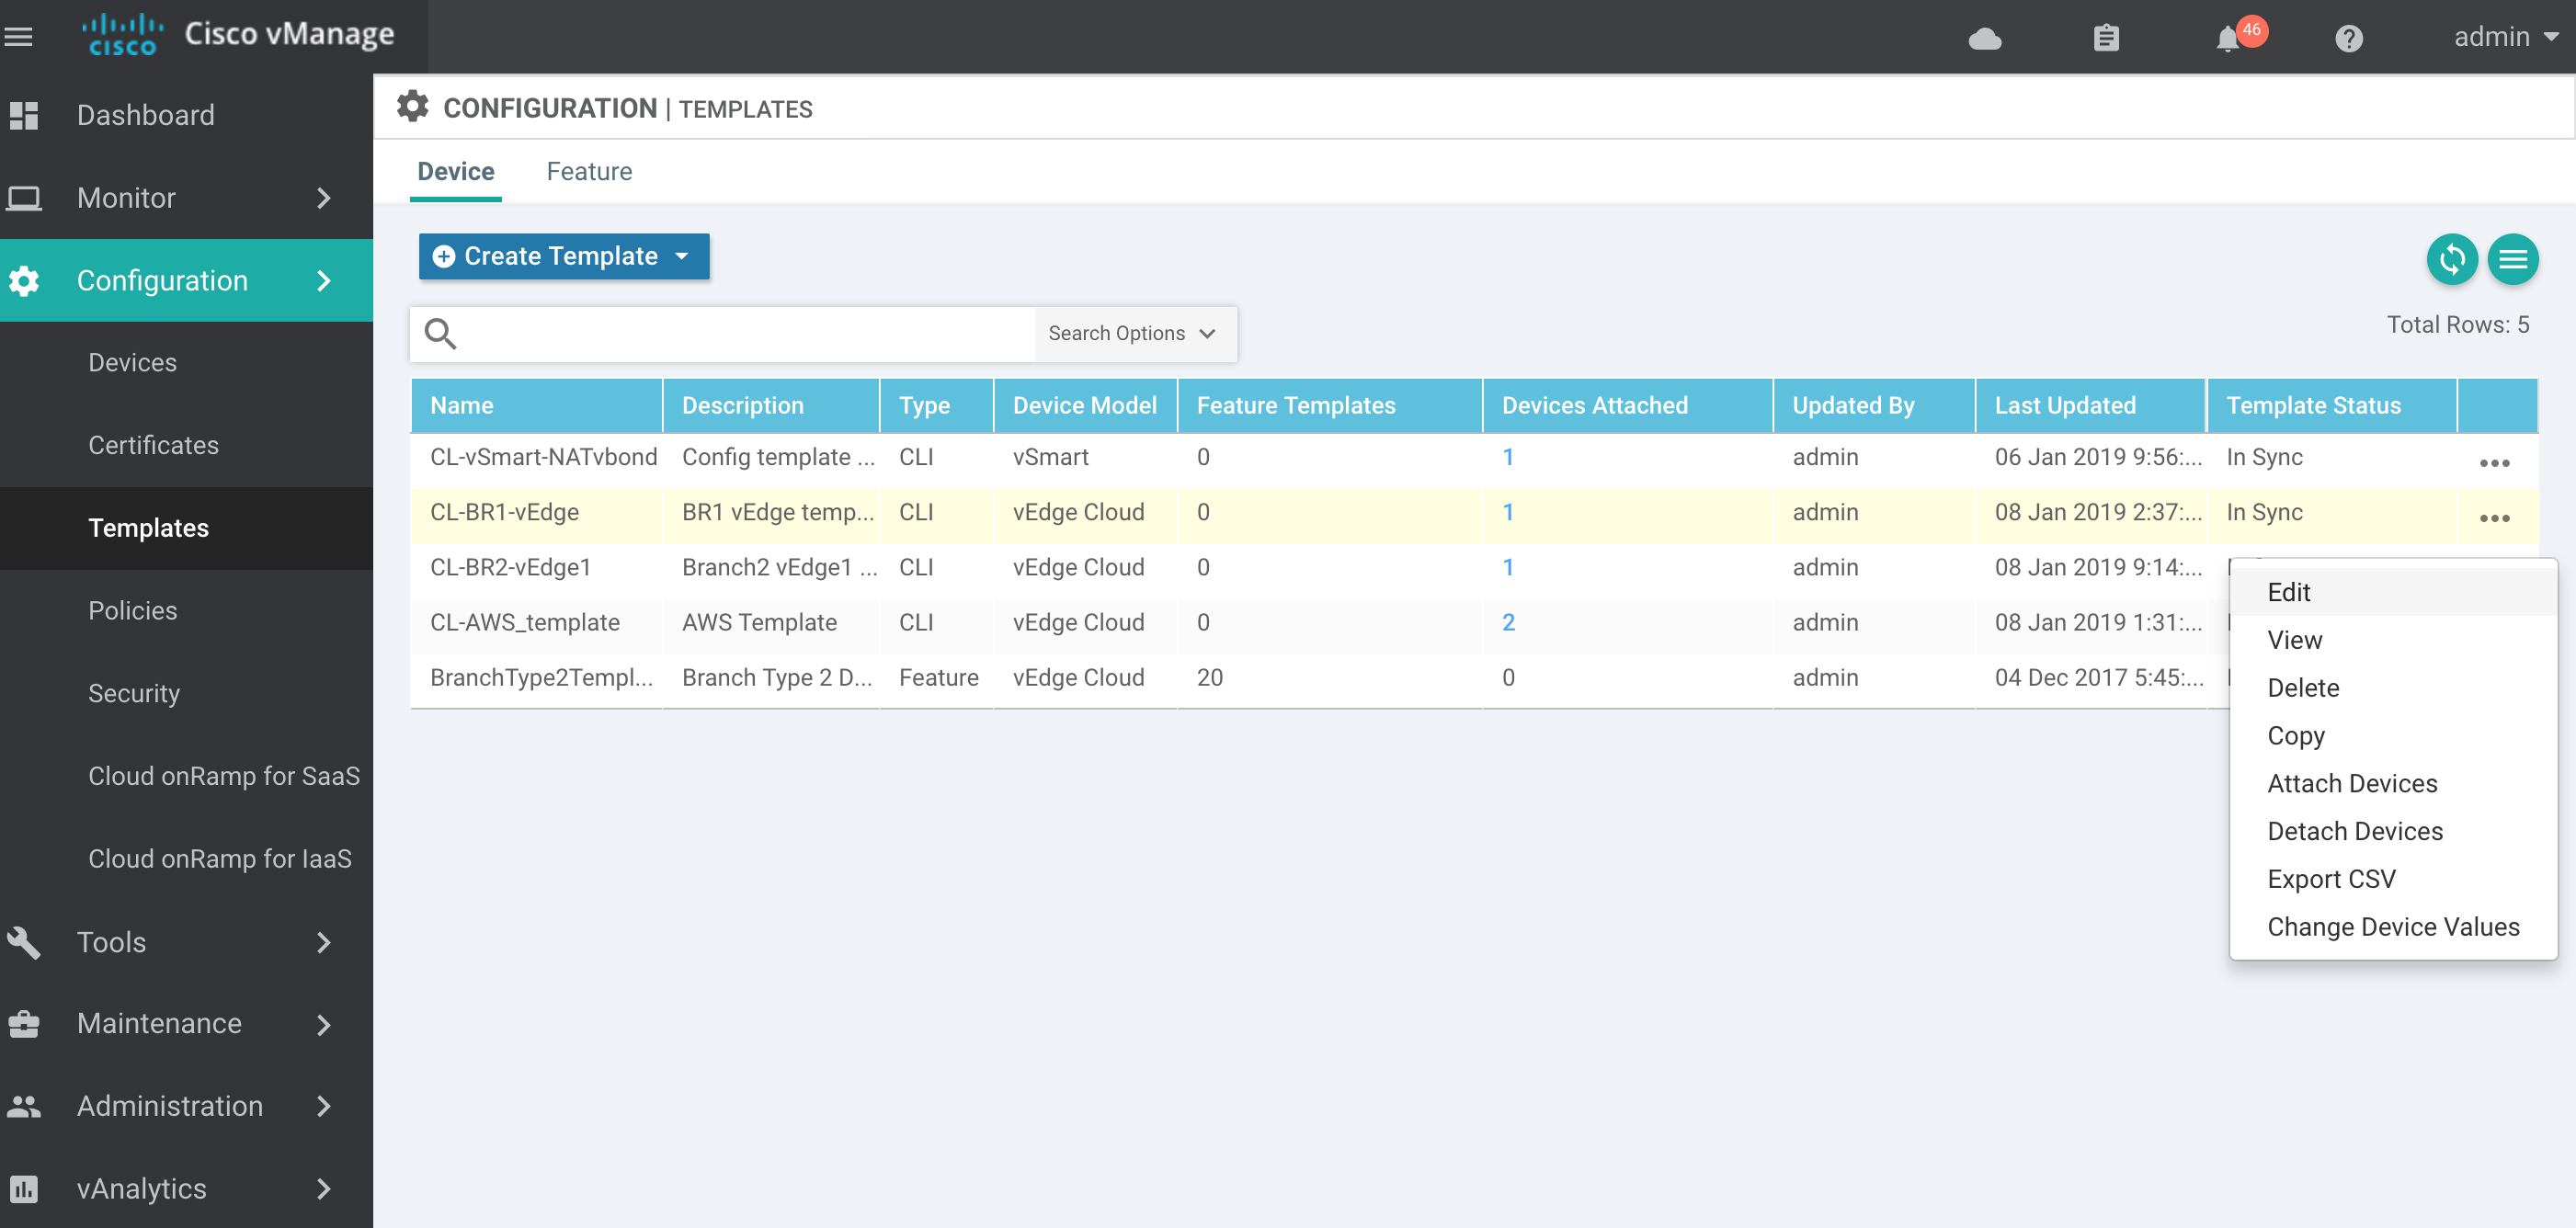 cisco Cisco vManage
46
admin
Dashboard
Monitor
Configuration
Devices
Certificates
Templates
Policies
Security
Cloud onRamp for SaaS
Cloud onRamp for IaaS
Tools
Maintenance
Administration
vAnalytics
CONFIGURATION | TEMPLATES
Device Feature
Create Template
Search Options
Total Rows: 5
Name Description Type Device Model Feature Templates Devices Attached Updated By Last Updated Template Status
CL-vSmart-NATvbond Config template ... CLI vSmart 0 1 admin 06 Jan 2019 9:56:... In Sync
CL-BR1-vEdge BR1 vEdge temp... CLI vEdge Cloud 0 1 admin 08 Jan 2019 2:37:... In Sync
CL-BR2-vEdge1 Branch2 vEdge1 ... CLI vEdge Cloud 0 1 admin 08 Jan 2019 9:14:...
CL-AWS_template AWS Template CLI vEdge Cloud 0 2 admin 08 Jan 2019 1:31:...
BranchType2Templ... Branch Type 2 D... Feature vEdge Cloud 20 0 admin 04 Dec 2017 5:45:...
Edit
View
Delete
Copy
Attach Devices
Detach Devices
Export CSV
Change Device Values